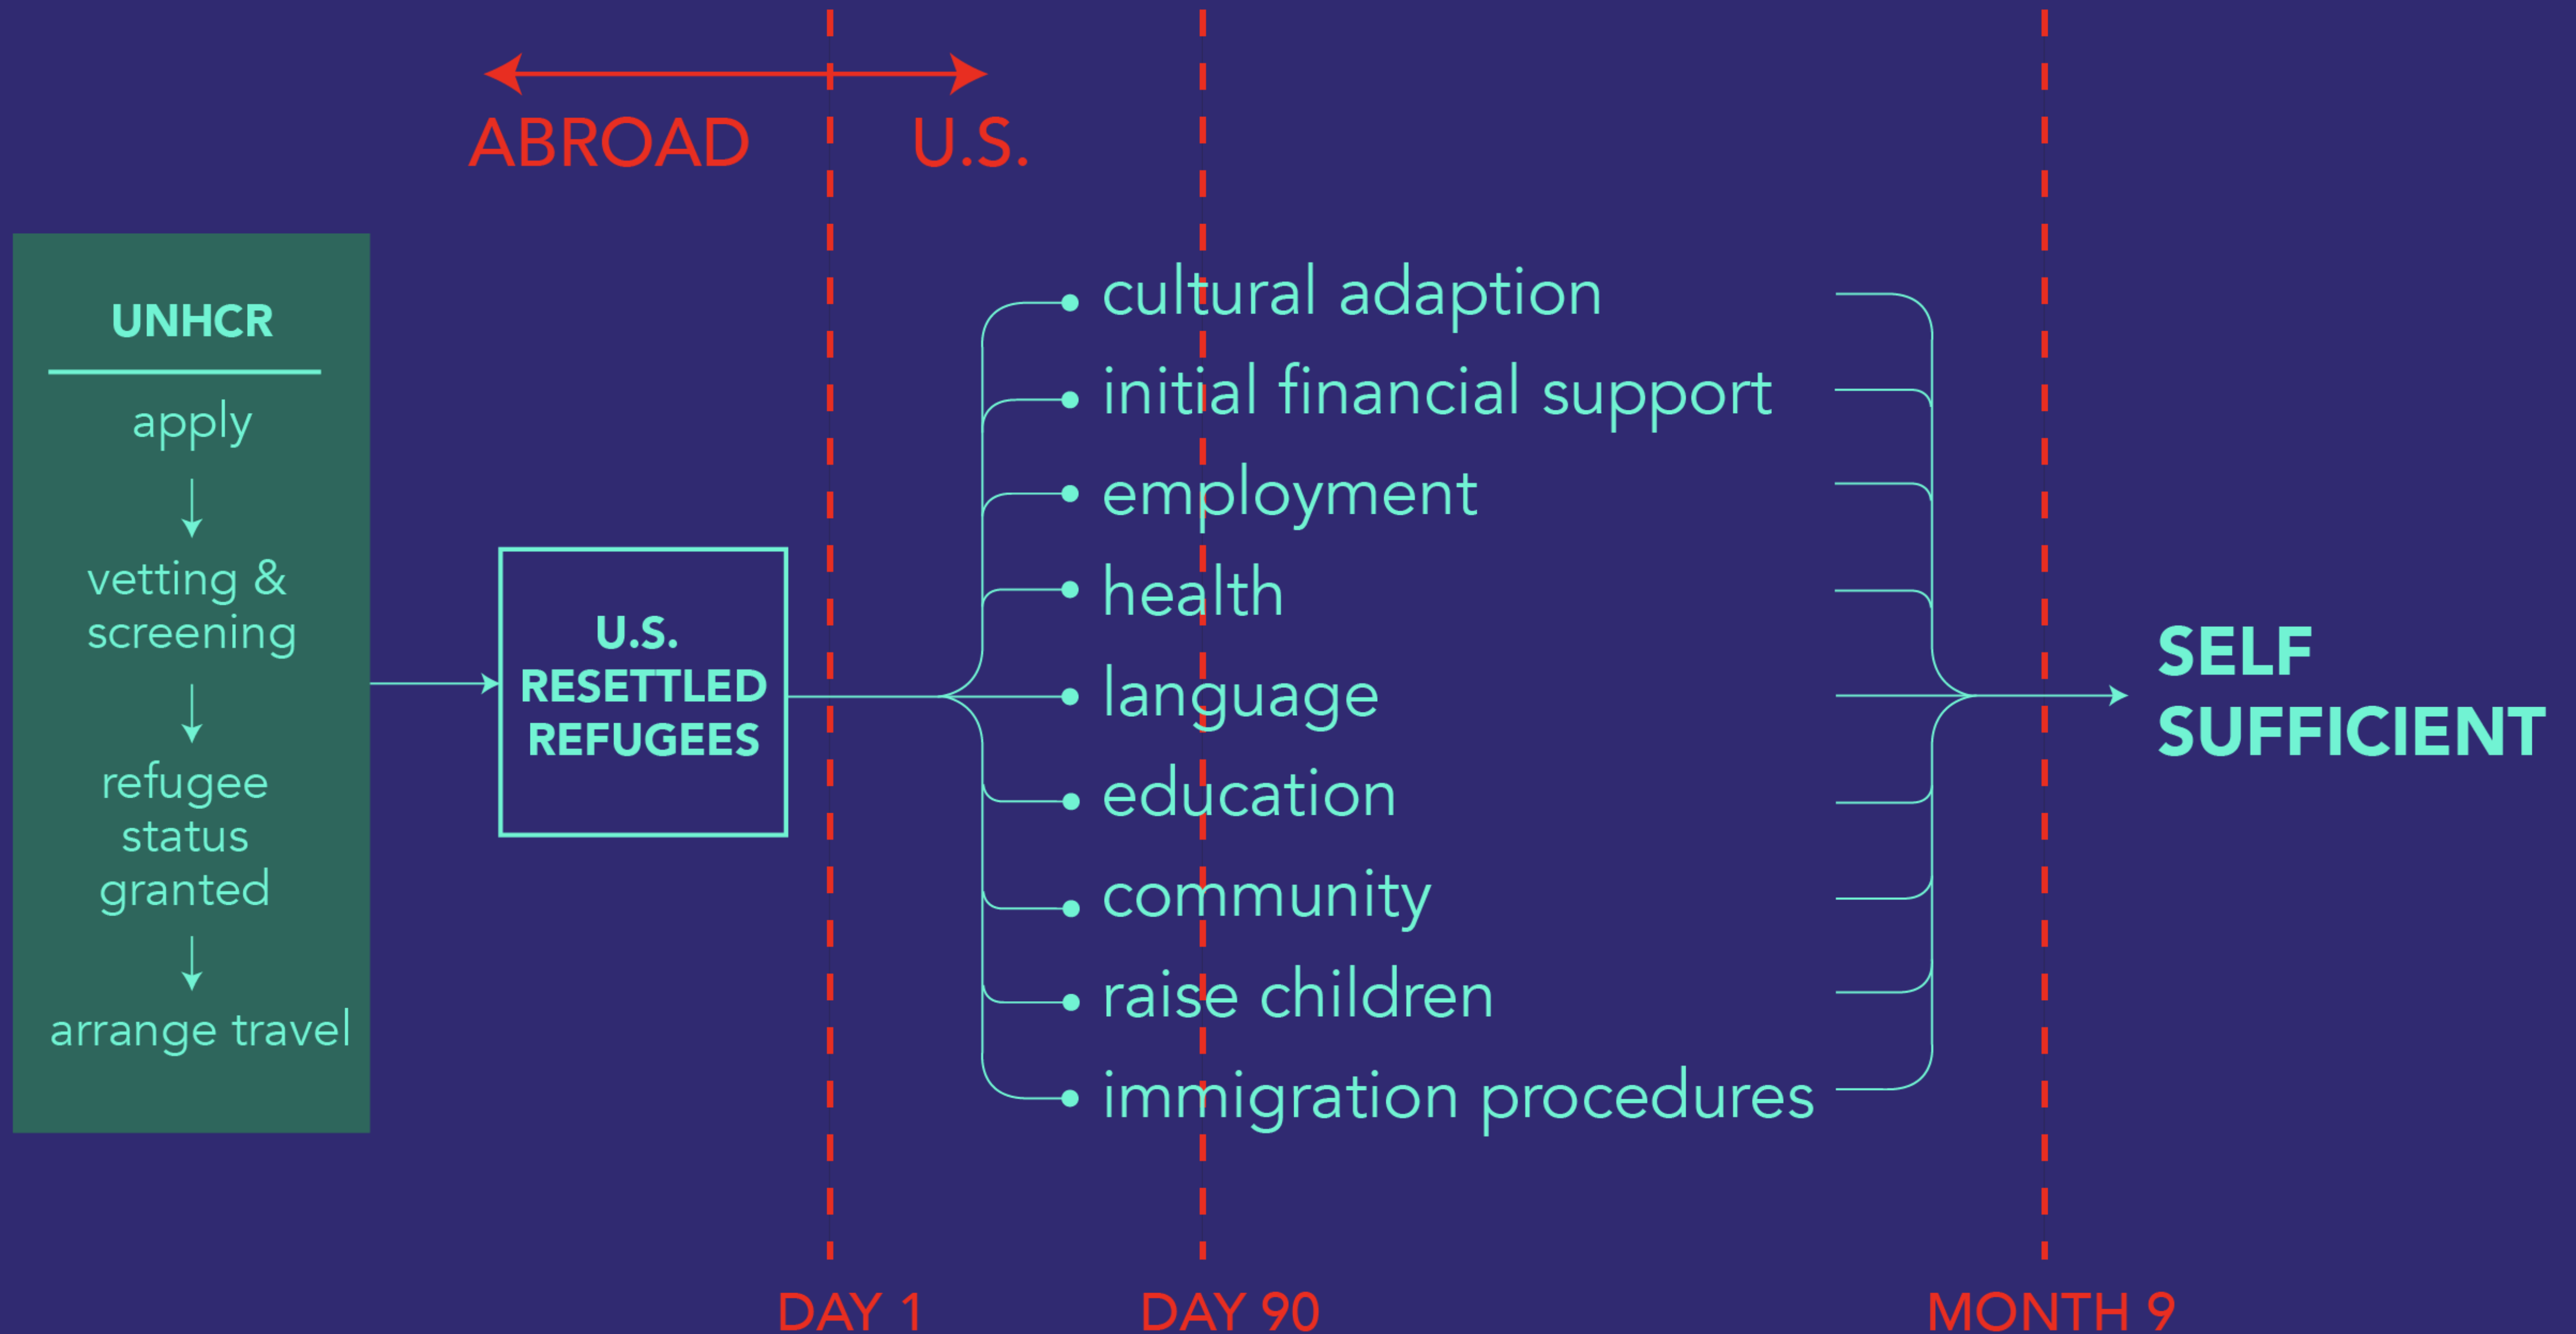 ABROAD
U.S.
UNHCR
apply
vetting &
screening
refugee
status
granted
arrange travel
U.S.
RESETTLED
REFUGEES
cultural adaption
initial financial support
employment
health
language
education
community
raise children
immigration procedures
SELF
SUFFICIENT
DAY 1
DAY 90
MONTH 9